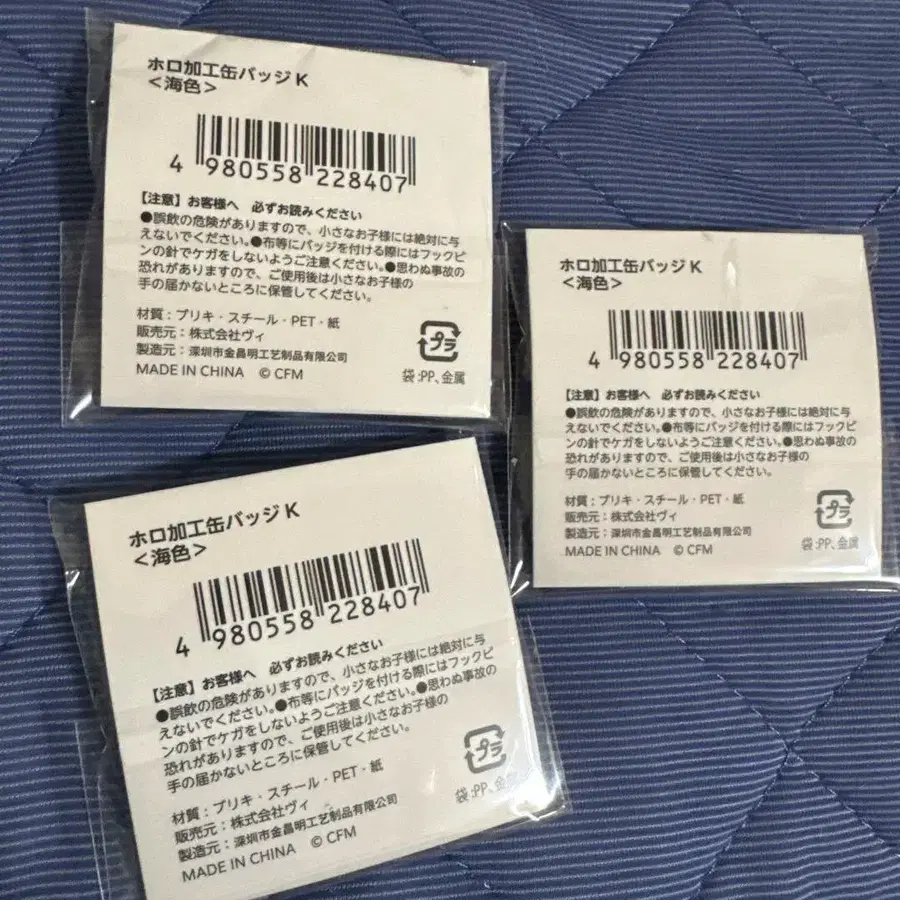 ホロ加工缶バッジ K
＜海色＞
4 980558 228407
【注意】お客様へ 必ずお読みください
●誤飲の危険がありますので、小さなお子様には絶対に与
えないでください。●布等にバッジを付ける際にはフックピ
ンの針でケガをしないようご注意ください。●思わぬ事故の
恐れがありますので、ご使用後は小さなお子様の
手の届かないところに保管してください。
材質：ブリキ・スチール・PET・紙
販売元：株式会社ヴィ
製造元：深圳市金昌明工艺制品有限公司
MADE IN CHINA © CFM
プラ
袋:PP、金属
ホロ加工缶バッジ K
＜海色＞
4 980558 228407
【注意】お客様へ 必ずお読みください
●誤飲の危険がありますので、小さなお子様には絶対に与
えないでください。●布等にバッジを付ける際にはフックピ
ンの針でケガをしないようご注意ください。●思わぬ事故の
恐れがありますので、ご使用後は小さなお子様の
手の届かないところに保管してください。
材質：ブリキ・スチール・PET・紙
販売元：株式会社ヴィ
製造元：深圳市金昌明工艺制品有限公司
MADE IN CHINA © CFM
プラ
袋:PP、金属
ホロ加工缶バッジ K
＜海色＞
4 980558 228407
【注意】お客様へ 必ずお読みください
●誤飲の危険がありますので、小さなお子様には絶対に与
えないでください。●布等にバッジを付ける際にはフックピ
ンの針でケガをしないようご注意ください。●思わぬ事故の
恐れがありますので、ご使用後は小さなお子様の
手の届かないところに保管してください。
材質：ブリキ・スチール・PET・紙
販売元：株式会社ヴィ
製造元：深圳市金昌明工艺制品有限公司
MADE IN CHINA © CFM
プラ
袋:PP、金属